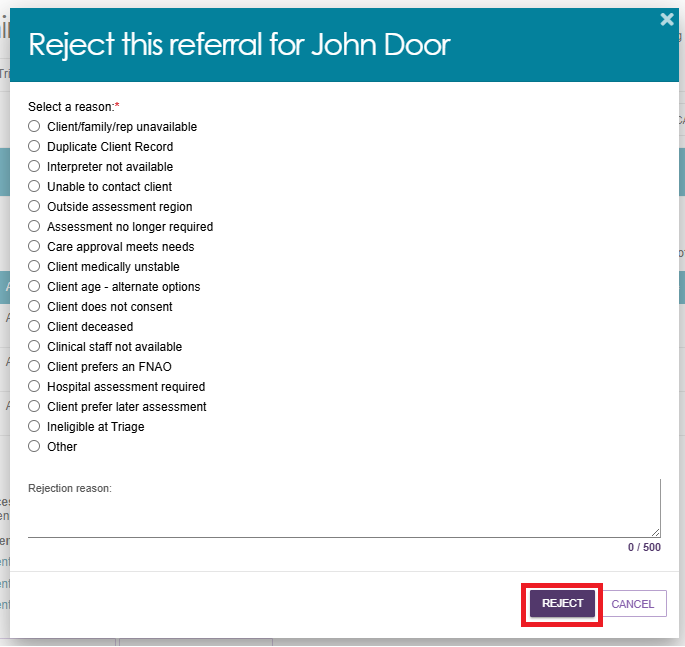 Reject this referral for John Door
Select a reason:*
Client/family/rep unavailable
Duplicate Client Record
Interpreter not available
Unable to contact client
Outside assessment region
Assessment no longer required
Care approval meets needs
Client medically unstable
Client age - alternate options
Client does not consent
Client deceased
Clinical staff not available
Client prefers an FNAO
Hospital assessment required
Client prefer later assessment
Ineligible at Triage
Other
Rejection reason:
0 / 500
REJECT CANCEL